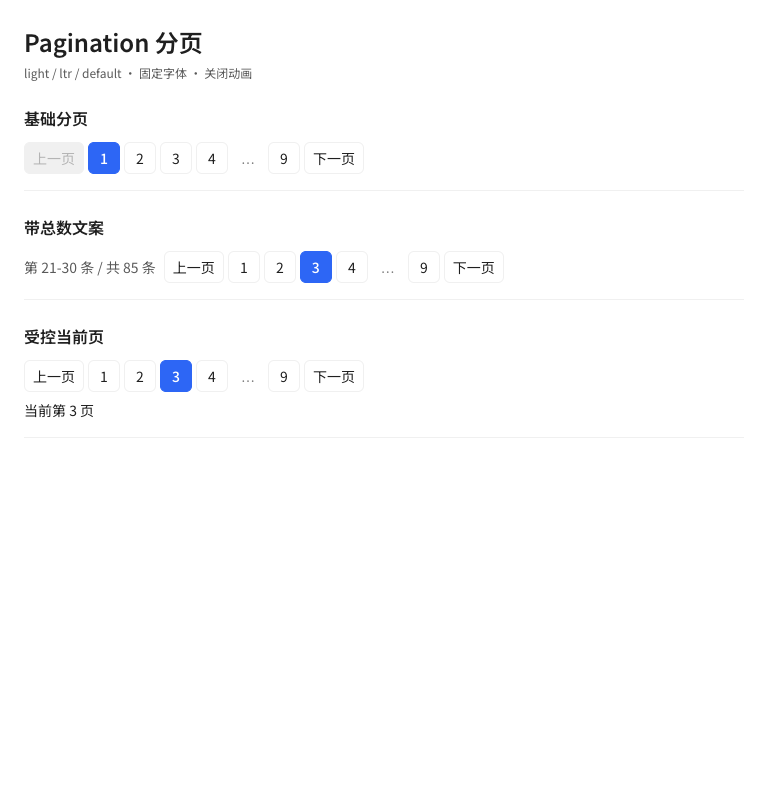 Pagination 分页
light / ltr / default ・ 固定字体 ・ 关闭动画
基础分页
上一页 1 2 3 4 … 9 下一页
带总数文案
第 21-30 条 / 共 85 条 上一页 1 2 3 4 … 9 下一页
受控当前页
上一页 1 2 3 4 … 9 下一页
当前第 3 页